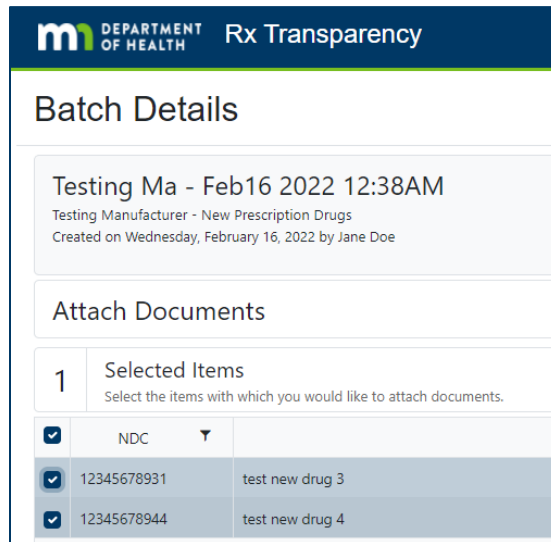 mn DEPARTMENT
OF HEALTH
Rx Transparency
Batch Details
Testing Ma - Feb16 2022 12:38AM
Testing Manufacturer - New Prescription Drugs
Created on Wednesday, February 16, 2022 by Jane Doe
Attach Documents
1
Selected Items
Select the items with which you would like to attach documents.
NDC
12345678931 test new drug 3
12345678944 test new drug 4